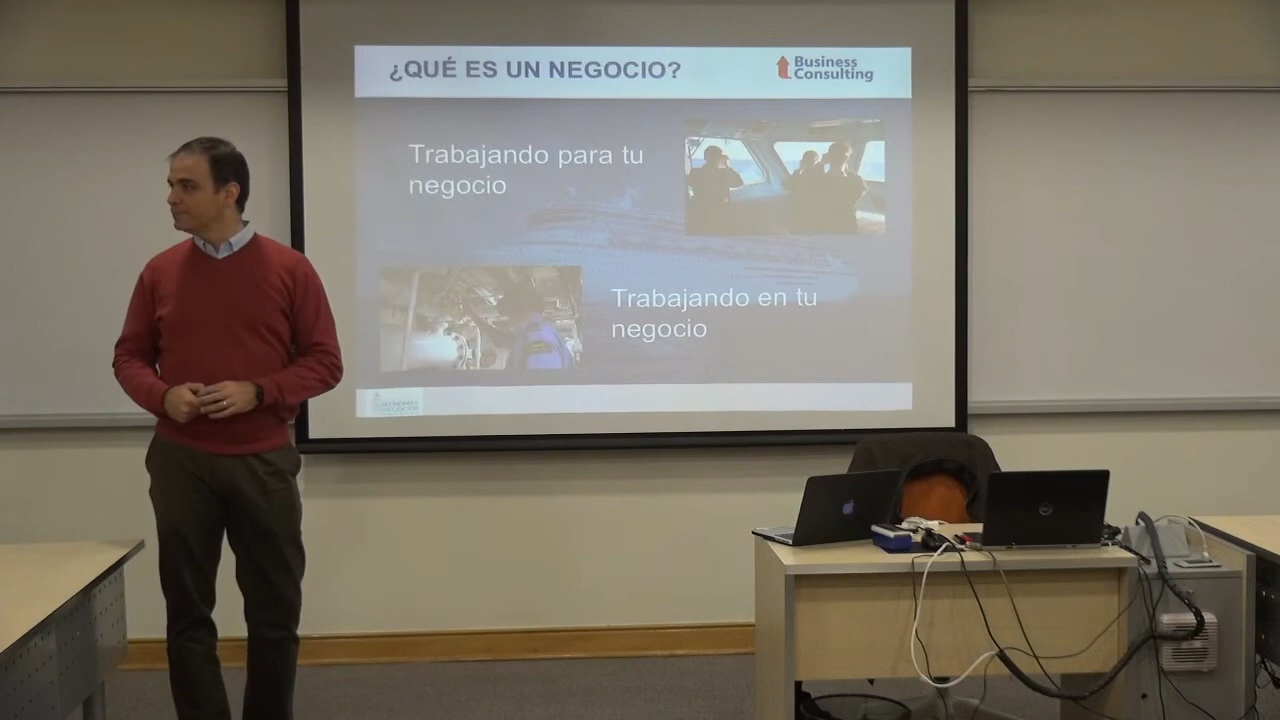 ¿QUÉ ES UN NEGOCIO?
Business
Consulting
Trabajando para tu
negocio
Trabajando en tu
negocio